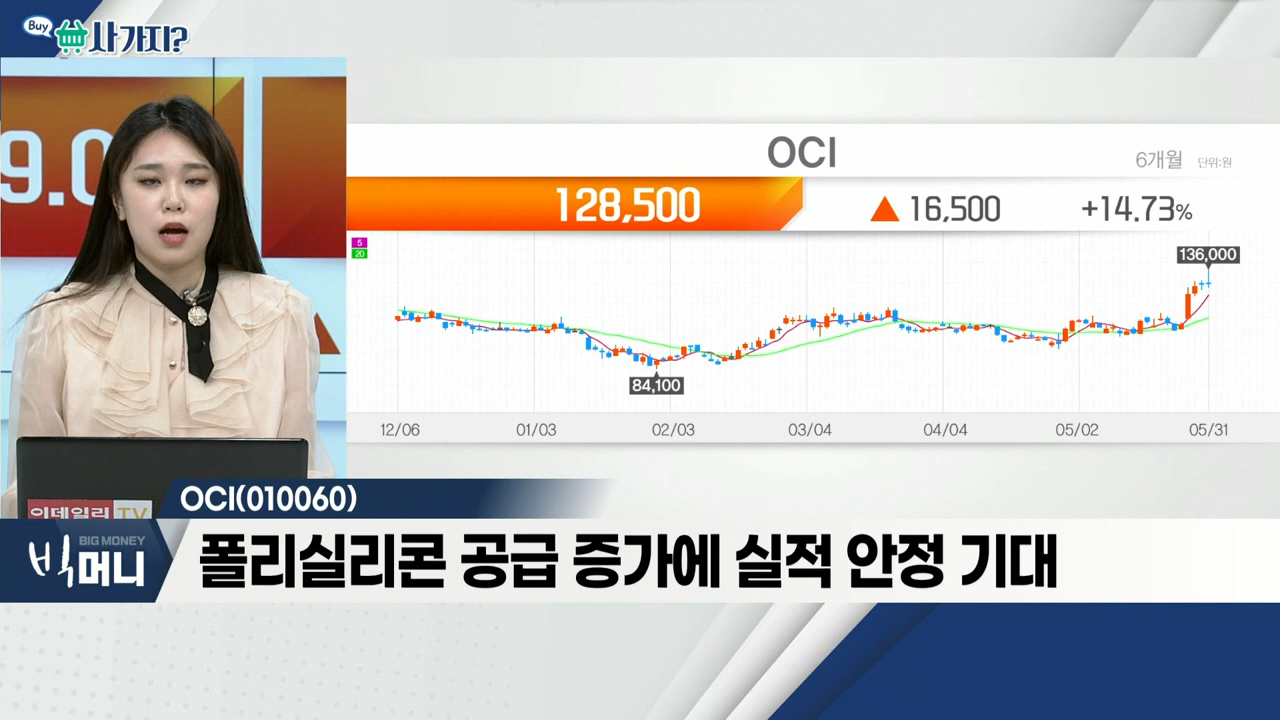 Buy
사가지?
9.0
OCI
6개월 단위:원
128,500
▲ 16,500
+14.73%
5
20
136,000
84,100
12/06 01/03 02/03 03/04 04/04 05/02 05/31
이데일리 TV
OCI(010060)
BIG MONEY
빅머니
폴리실리콘 공급 증가에 실적 안정 기대